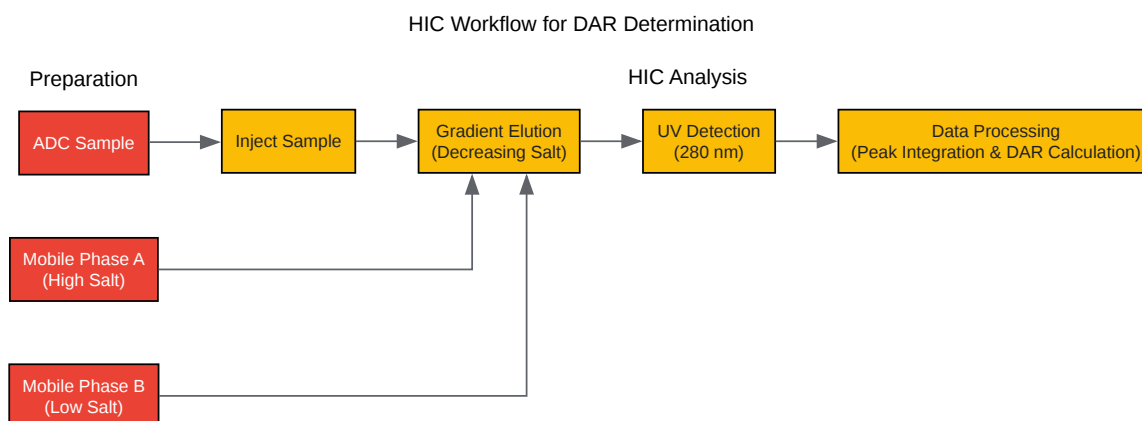 HIC Workflow for DAR Determination
Preparation
HIC Analysis
ADC Sample
Inject Sample
Gradient Elution
(Decreasing Salt)
UV Detection
(280 nm)
Data Processing
(Peak Integration & DAR Calculation)
Mobile Phase A
(High Salt)
Mobile Phase B
(Low Salt)